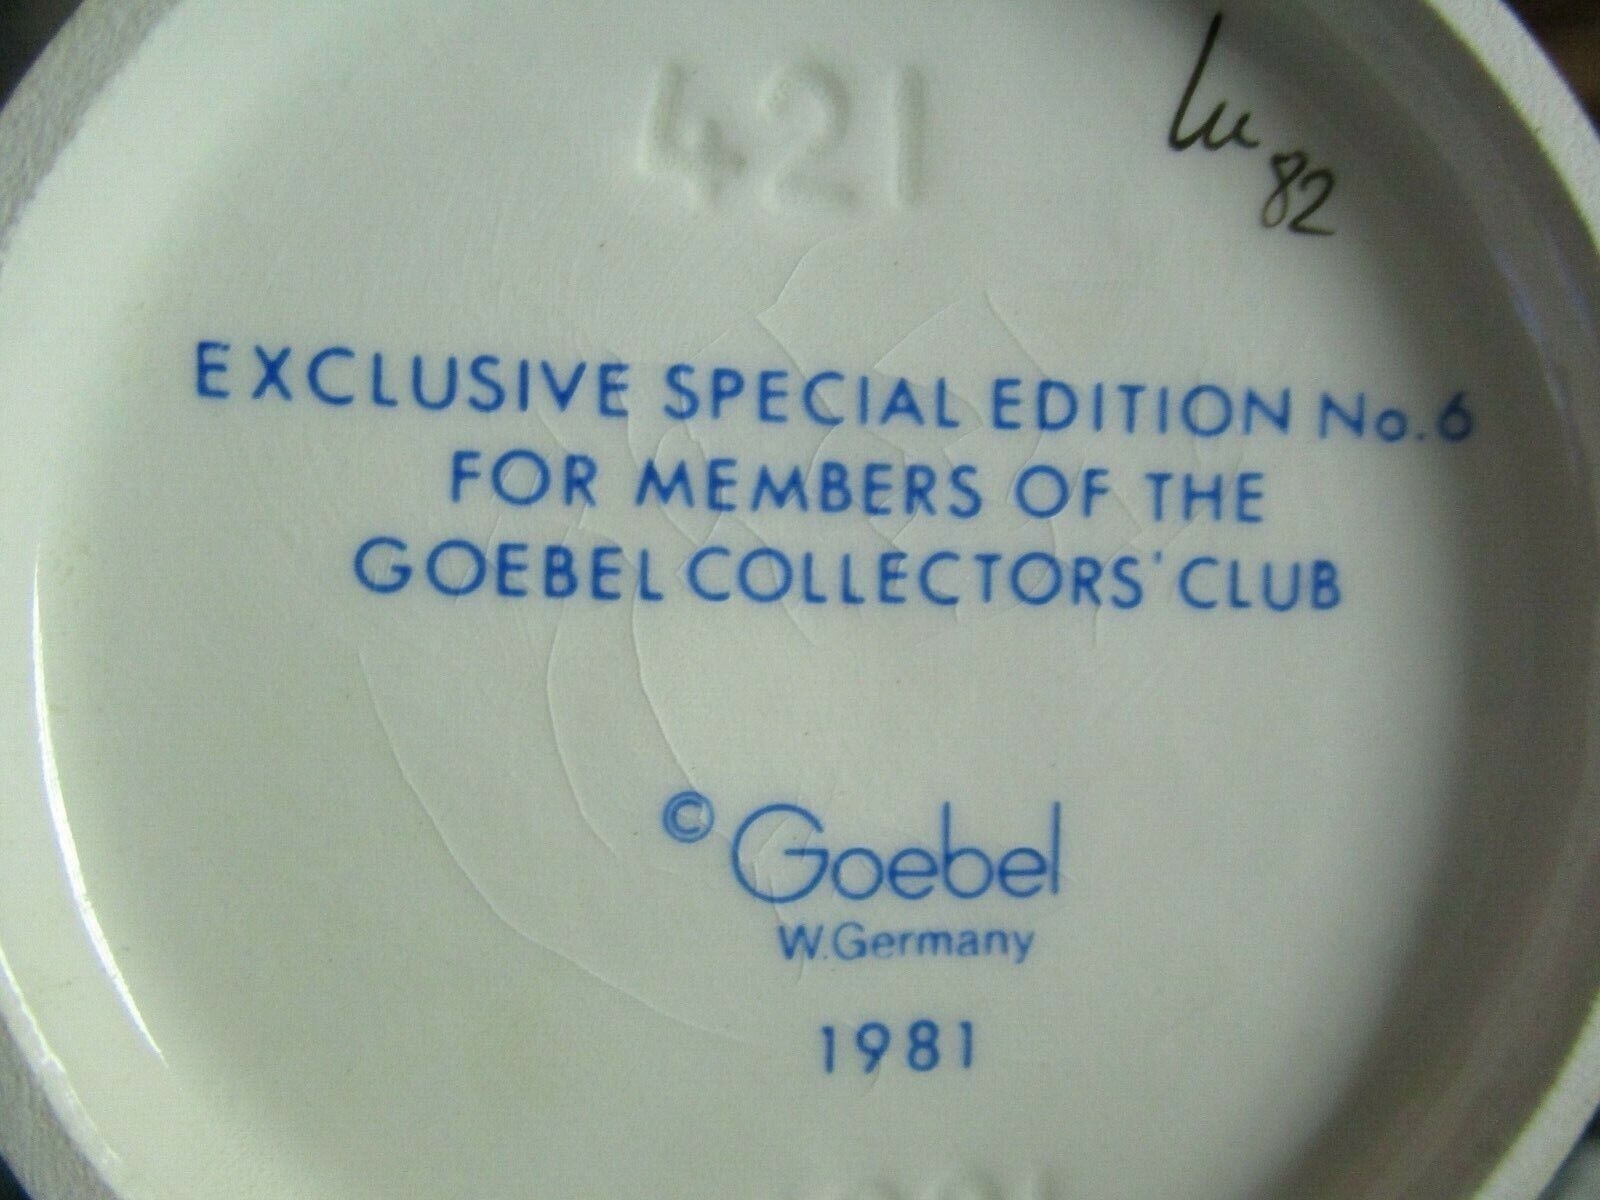 421
82
EXCLUSIVE SPECIAL EDITION No.6
FOR MEMBERS OF THE
GOEBEL COLLECTORS' CLUB
© Goebel
W.Germany
1981